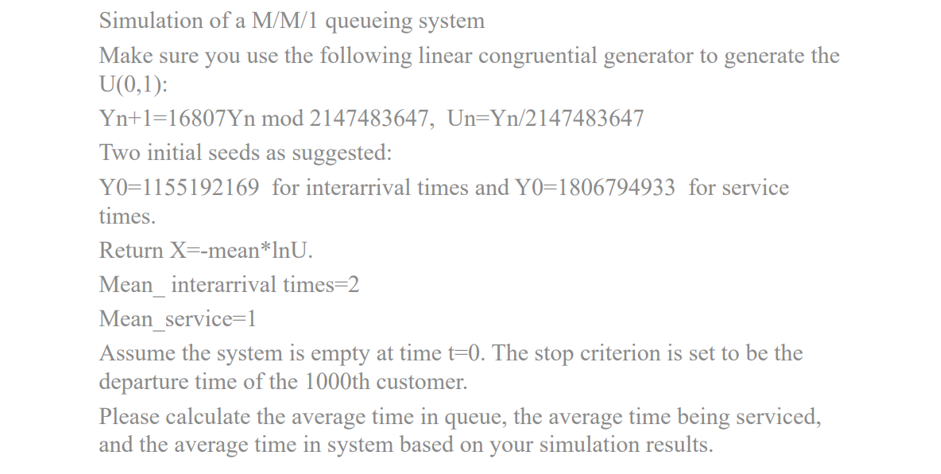 Simulation of a M/M/1 queueing system
Make sure you use the following linear congruential generator to generate the
U(0,1):
Yn+1=16807Yn mod 2147483647,  Un=Yn/2147483647
Two initial seeds as suggested:
Y0=1155192169  for interarrival times and Y0=1806794933  for service
times.
Return X=-mean*lnU.
Mean_ interarrival times=2
Mean_service=1
Assume the system is empty at time t=0. The stop criterion is set to be the
departure time of the 1000th customer.
Please calculate the average time in queue, the average time being serviced,
and the average time in system based on your simulation results.